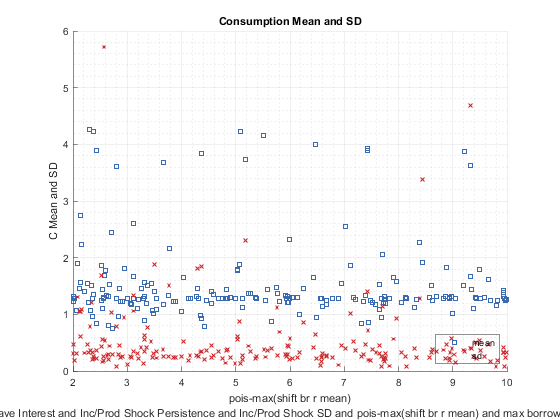 Consumption Mean and SD
6
5
4
3
2
1
0
C Mean and SD
2 3 4 5 6 7 8 9 10
mean
sd
pois-max(shift br r mean)
ave Interest and Inc/Prod Shock Persistence and Inc/Prod Shock SD and pois-max(shift br r mean) and max borrow